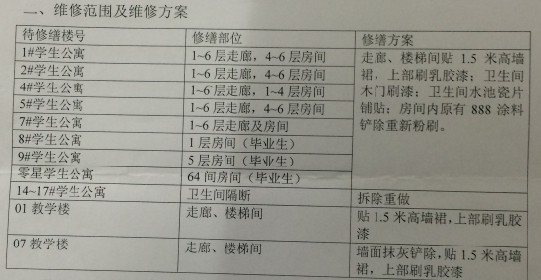 二、维修范围及维修方案
待修缮楼号 修缮部位 修缮方案
1#学生公寓 1~6 层走廊，4~6 层房间 走廊、楼梯间贴 1.5 米高墙
2#学生公寓 1~6 层走廊，4~6 层房间 裙，上部刷乳胶漆；卫生间
4#学生公寓 1~6 层走廊，1~4 层房间 木门刷漆；卫生间水池瓷片
5#学生公寓 1~6 层走廊，4~6 层房间 铺贴；房间内原有 888 涂料
7#学生公寓 1~6 层走廊及房间 铲除重新粉刷。
8#学生公寓 1 层房间（毕业生）
9#学生公寓 5 层房间（毕业生）
零星学生公寓 64 间房间（毕业生）
14~17#学生公寓 卫生间隔断 拆除重做
01 教学楼 走廊、楼梯间 贴 1.5 米高墙裙，上部刷乳胶
漆
07 教学楼 走廊、楼梯间 墙面抹灰铲除，贴 1.5 米高墙
裙，上部刷乳胶漆